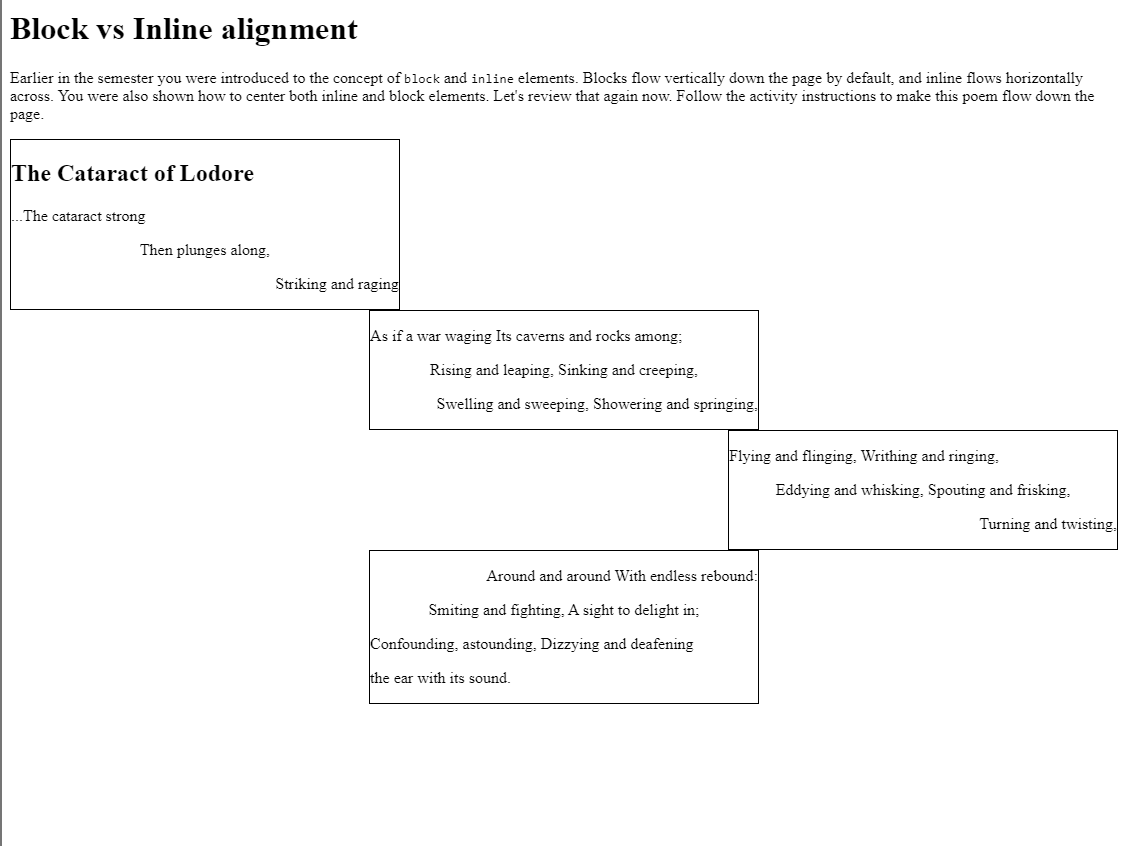 Block vs Inline alignment
Earlier in the semester you were introduced to the concept of block and inline elements. Blocks flow vertically down the page by default, and inline flows horizontally
across. You were also shown how to center both inline and block elements. Let's review that again now. Follow the activity instructions to make this poem flow down the
page.
The Cataract of Lodore
...The cataract strong
Then plunges along,
Striking and raging
As if a war waging Its caverns and rocks among;
Rising and leaping, Sinking and creeping,
Swelling and sweeping, Showering and springing,
Flying and flinging, Writhing and ringing,
Eddying and whisking, Spouting and frisking,
Turning and twisting,
Around and around With endless rebound:
Smiting and fighting, A sight to delight in;
Confounding, astounding, Dizzying and deafening
the ear with its sound.